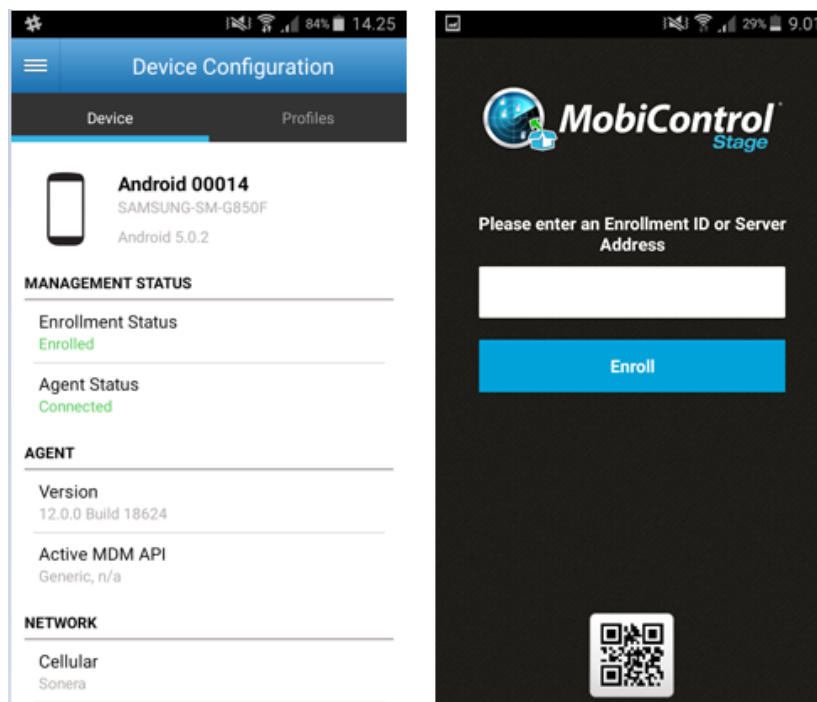 84% 14.25
Device Configuration
Device Profiles
Android 00014
SAMSUNG-SM-G850F
Android 5.0.2
MANAGEMENT STATUS
Enrollment Status
Enrolled
Agent Status
Connected
AGENT
Version
12.0.0 Build 18624
Active MDM API
Generic, n/a
NETWORK
Cellular
Sonera
29% 9.01
MobiControl
Stage
Please enter an Enrollment ID or Server
Address
Enroll